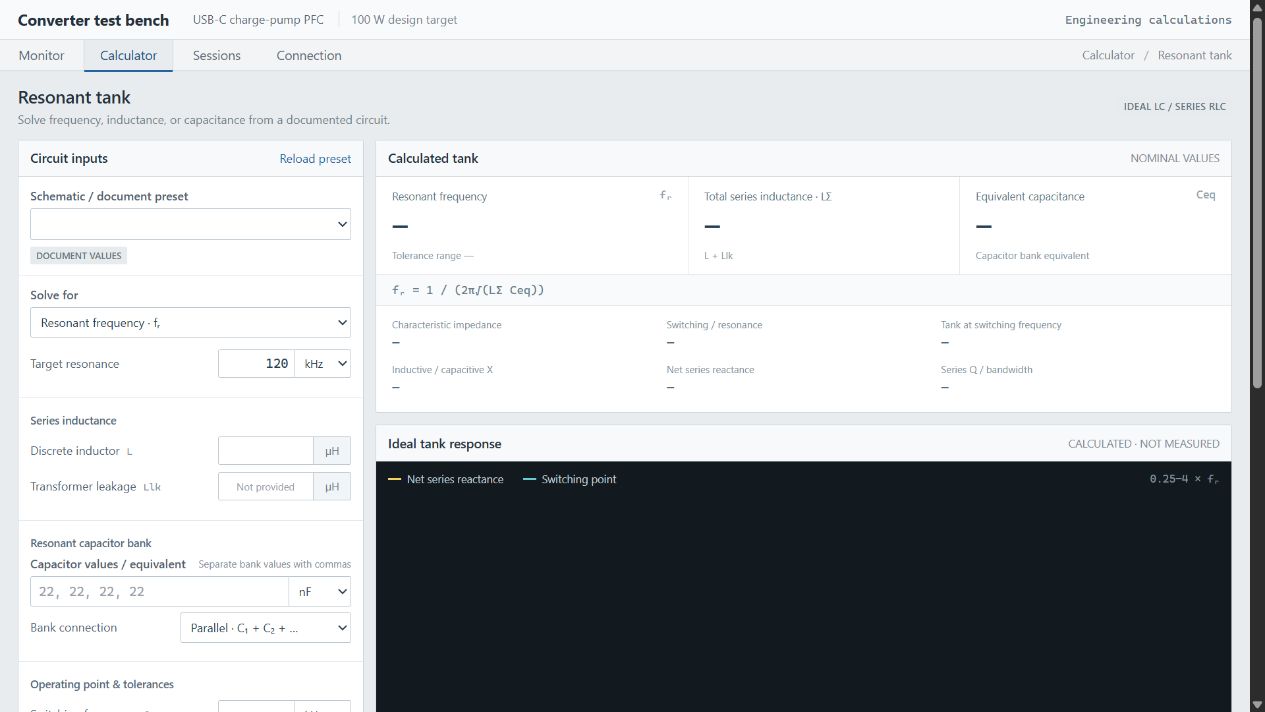 Converter test bench USB-C charge-pump PFC 100 W design target Engineering calculations
Monitor Calculator Sessions Connection Calculator / Resonant tank
Resonant tank
Solve frequency, inductance, or capacitance from a documented circuit.
IDEAL LC / SERIES RLC
Circuit inputs Reload preset
Schematic / document preset
DOCUMENT VALUES
Solve for
Resonant frequency · fᵣ
Target resonance 120 kHz
Series inductance
Discrete inductor L µH
Transformer leakage Llk Not provided µH
Resonant capacitor bank
Capacitor values / equivalent Separate bank values with commas
22, 22, 22, 22 nF
Bank connection Parallel · C₁ + C₂ + ...
Operating point & tolerances
Calculated tank NOMINAL VALUES
Resonant frequency fᵣ
—
Tolerance range —
Total series inductance · LΣ
—
L + Llk
Equivalent capacitance Ceq
—
Capacitor bank equivalent
fᵣ = 1 / (2π√(LΣ Ceq))
Characteristic impedance Switching / resonance Tank at switching frequency
— — —
Inductive / capacitive X Net series reactance Series Q / bandwidth
— — —
Ideal tank response CALCULATED · NOT MEASURED
Net series reactance Switching point 0.25–4 × fᵣ